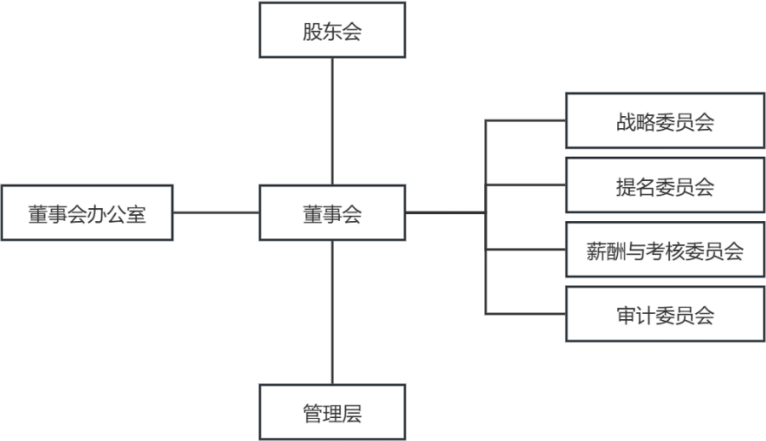 股东会
战略委员会
提名委员会
董事会办公室
董事会
薪酬与考核委员会
审计委员会
管理层